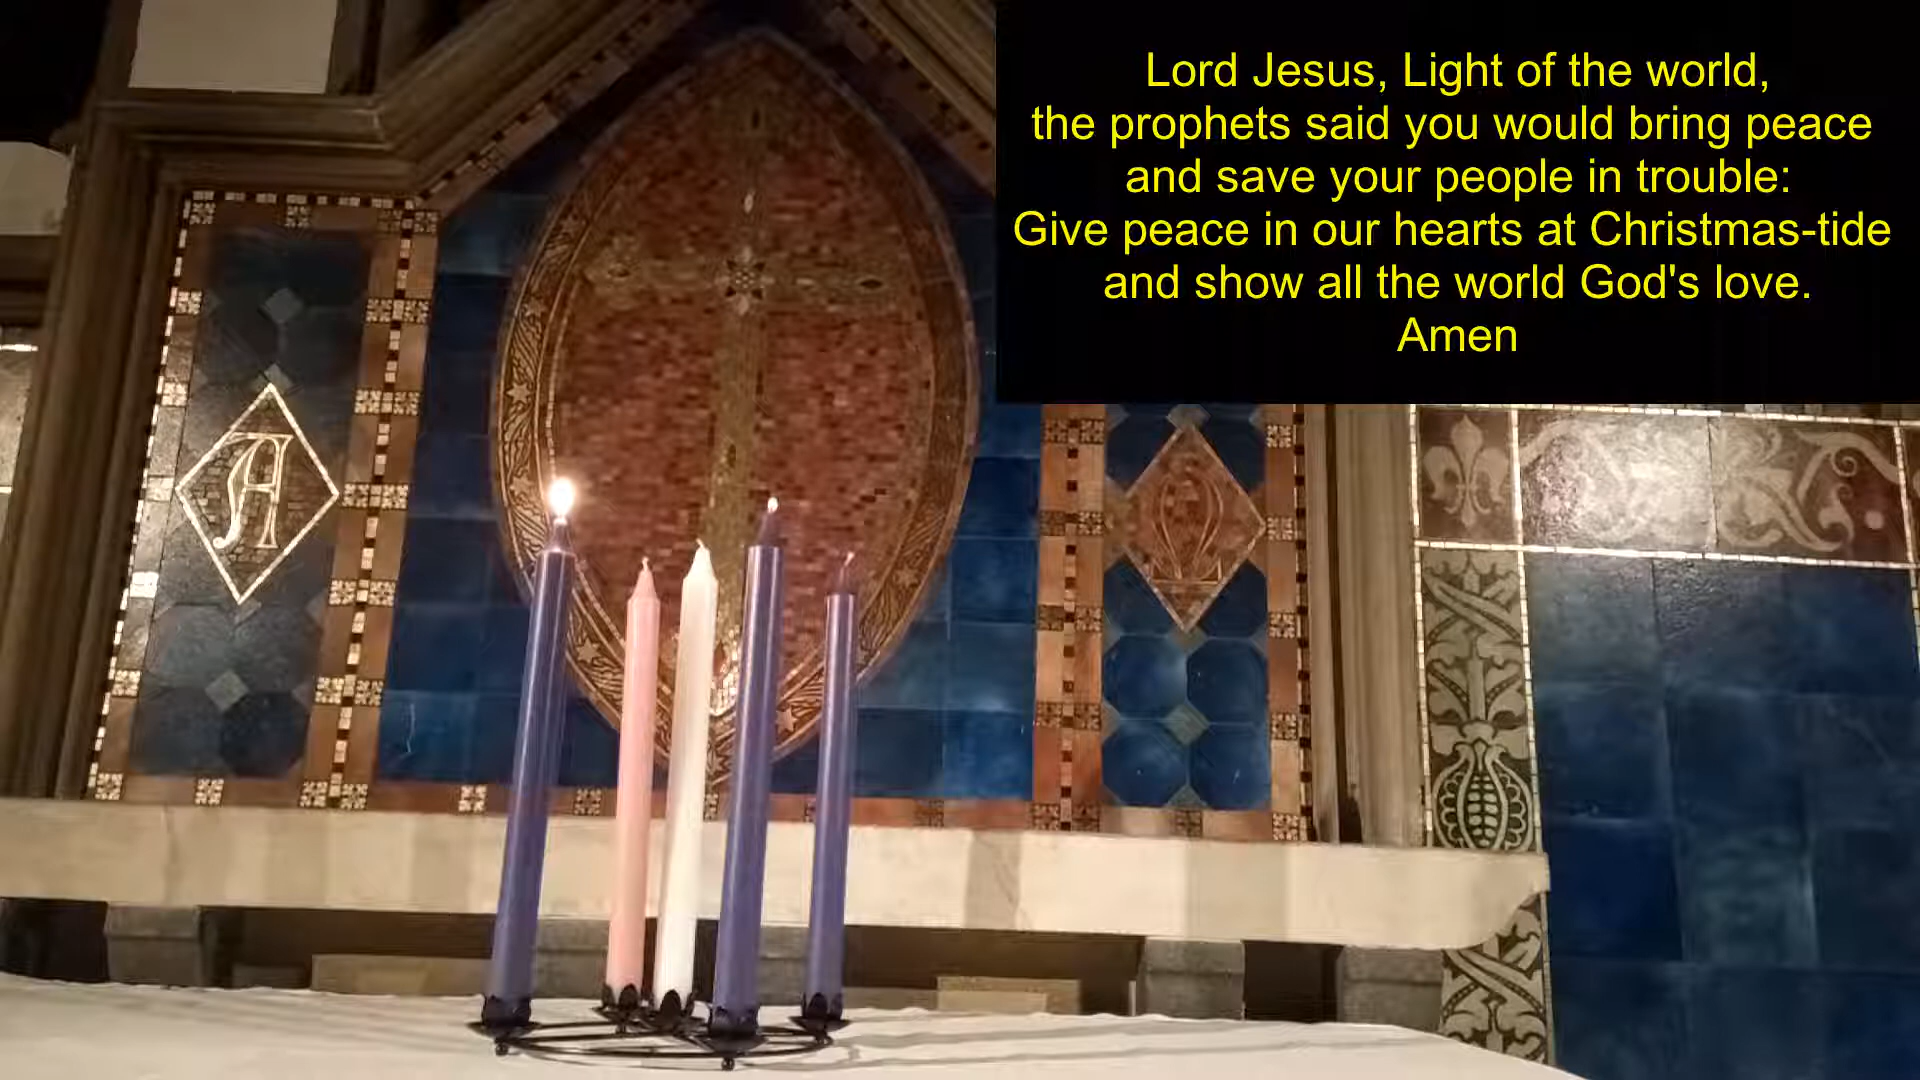 Lord Jesus, Light of the world,
the prophets said you would bring peace
and save your people in trouble:
Give peace in our hearts at Christmas-tide
and show all the world God's love.
Amen
A